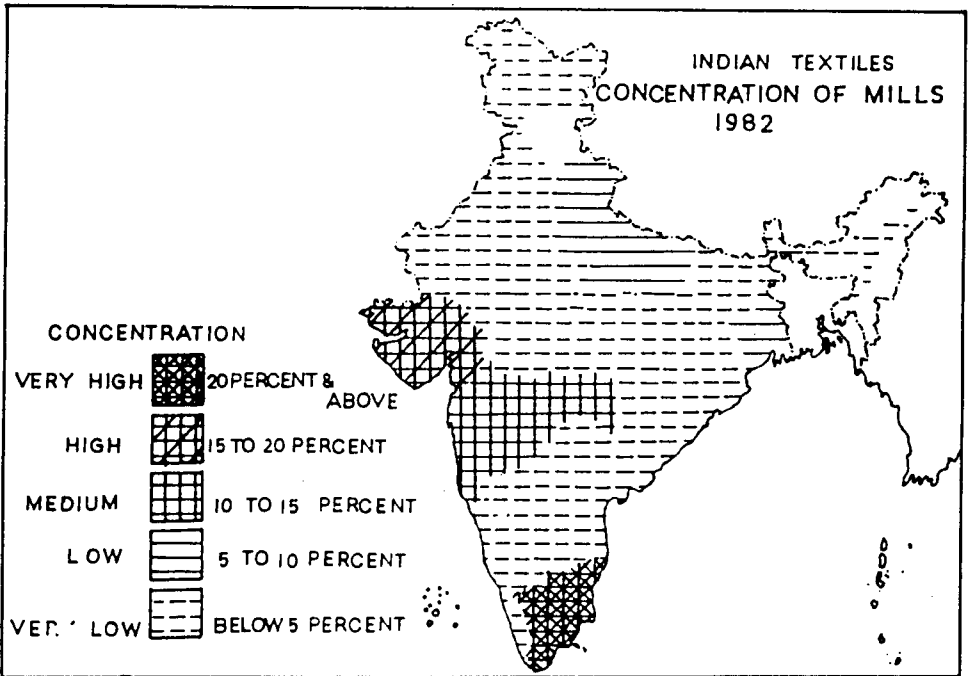 INDIAN TEXTILES
CONCENTRATION OF MILLS
1982
CONCENTRATION
VERY HIGH 20 PERCENT &
ABOVE
HIGH 15 TO 20 PERCENT
MEDIUM 10 TO 15 PERCENT
LOW 5 TO 10 PERCENT
LOW BELOW 5 PERCENT